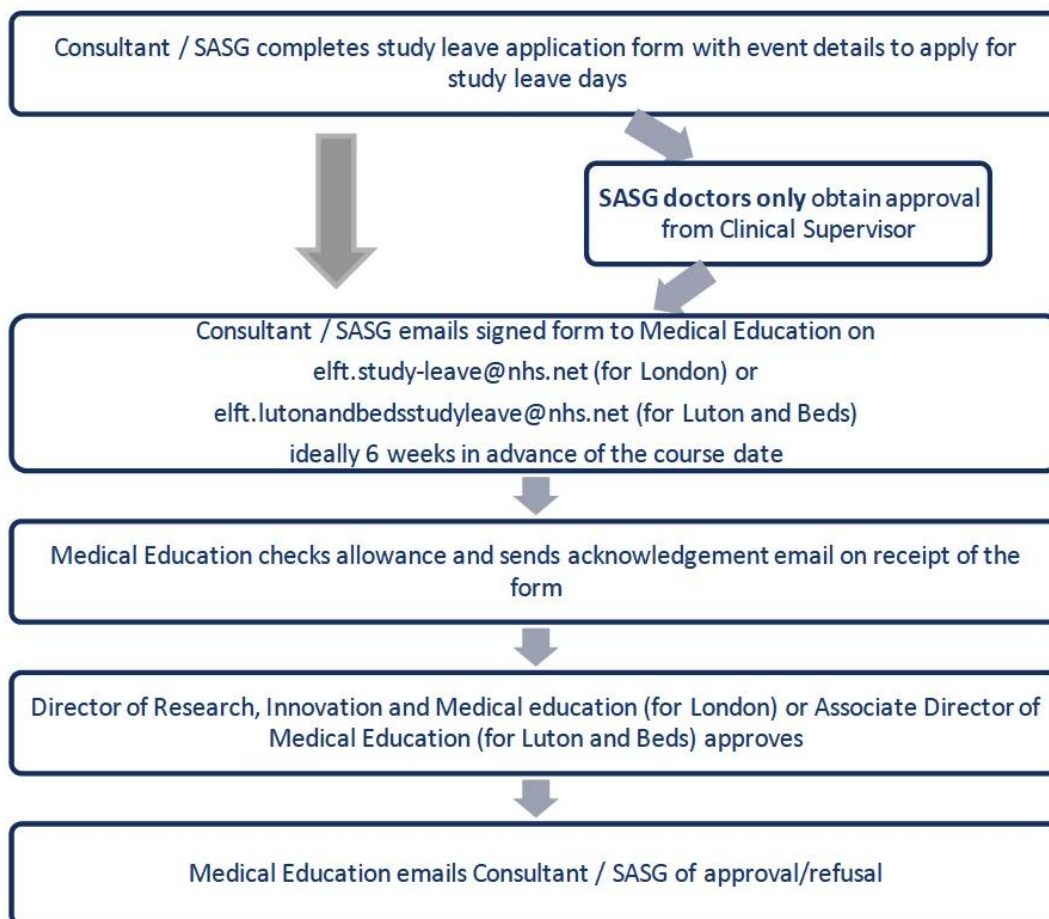 Consultant / SASG completes study leave application form with event details to apply for
study leave days
SASG doctors only obtain approval
from Clinical Supervisor
Consultant / SASG emails signed form to Medical Education on
elft.study-leave@nhs.net (for London) or
elft.lutonandbedsstudyleave@nhs.net (for Luton and Beds)
ideally 6 weeks in advance of the course date
Medical Education checks allowance and sends acknowledgement email on receipt of the
form
Director of Research, Innovation and Medical education (for London) or Associate Director of
Medical Education (for Luton and Beds) approves
Medical Education emails Consultant / SASG of approval/refusal